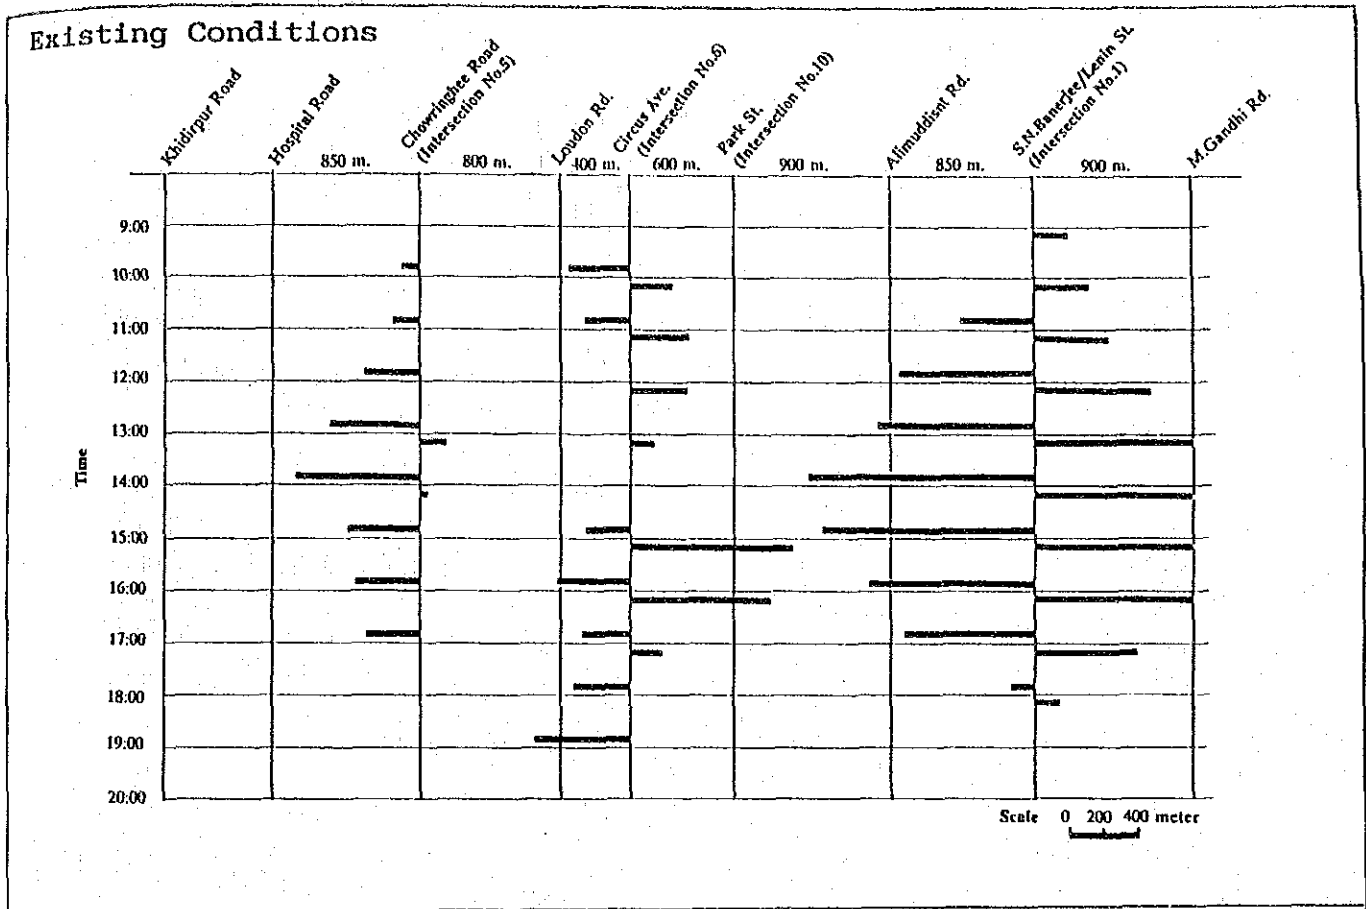 Existing Conditions
Khidirpur Road
Hospital Road
Chowringhee Road
(Intersection No.5)
Loudon Rd.
Circus Ave.
(Intersection No.6)
Park St.
(Intersection No.10)
Alimuddisnt Rd.
S.N.Banerjee/Lenin St.
(Intersection No.1)
M.Gandhi Rd.
850 m. 800 m. 400 m. 600 m. 900 m. 850 m. 900 m.
Time
9:00
10:00
11:00
12:00
13:00
14:00
15:00
16:00
17:00
18:00
19:00
20:00
Scale 0 200 400 meter